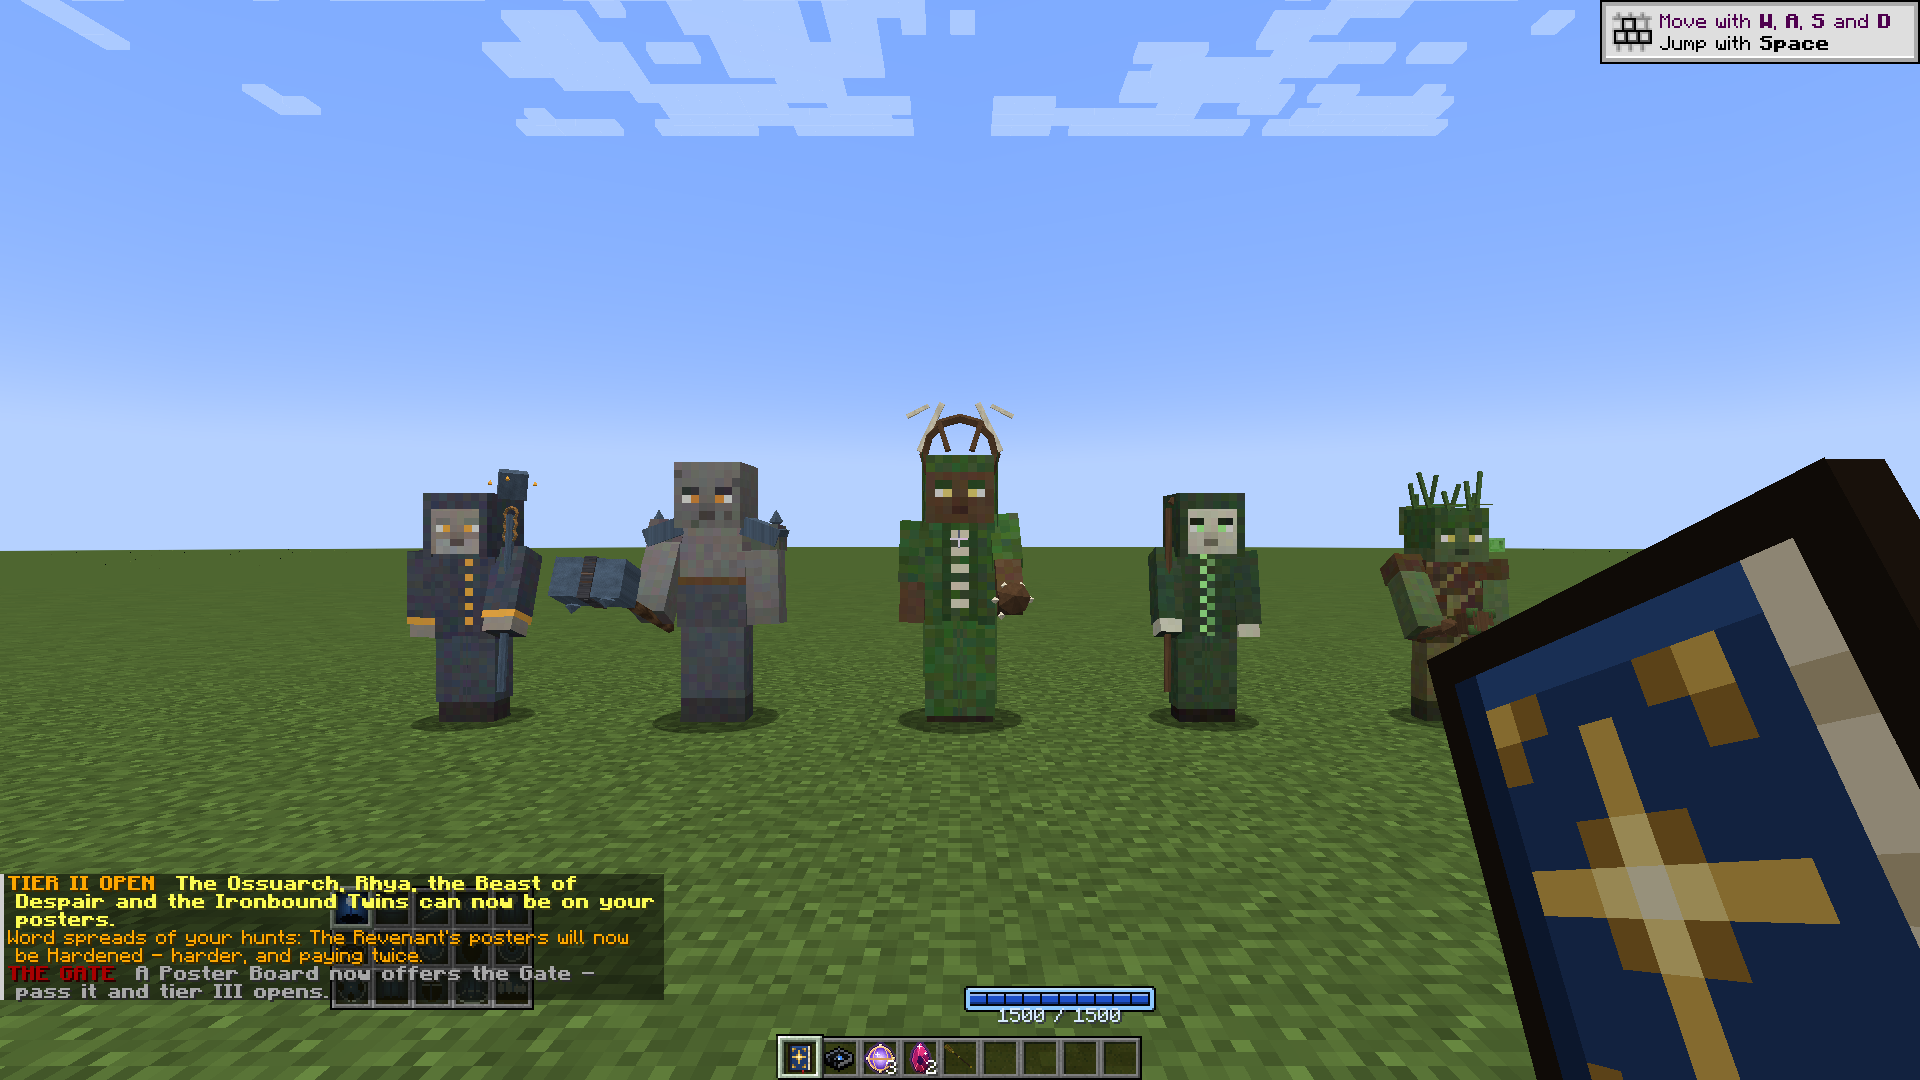 Move with W, A, S and D
Jump with Space
TIER II OPEN The Ossuarch, Rhya, the Beast of
Despair and the Ironbound Twins can now be on your
posters.
Word spreads of your hunts: The Revenant's posters will now
be Hardened – harder, and paying twice.
THE GATE A Poster Board now offers the Gate –
pass it and tier III opens.
1500 / 1500
3
2